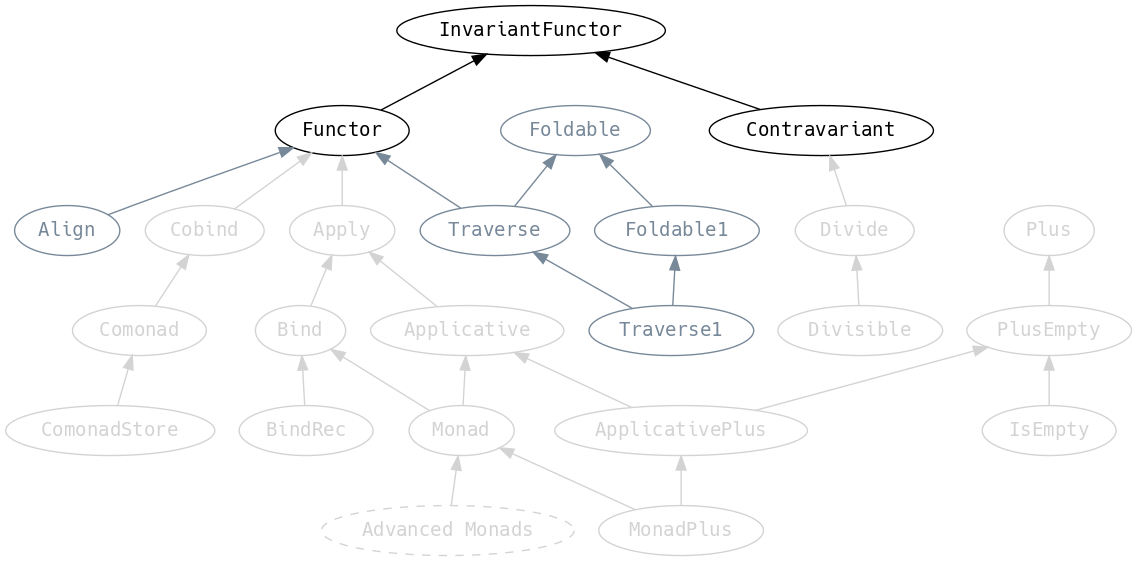 InvariantFunctor
Functor
Foldable
Contravariant
Align
Cobind
Apply
Traverse
Foldable1
Divide
Plus
Comonad
Bind
Applicative
Traverse1
Divisible
PlusEmpty
ComonadStore
BindRec
Monad
ApplicativePlus
IsEmpty
Advanced Monads
MonadPlus